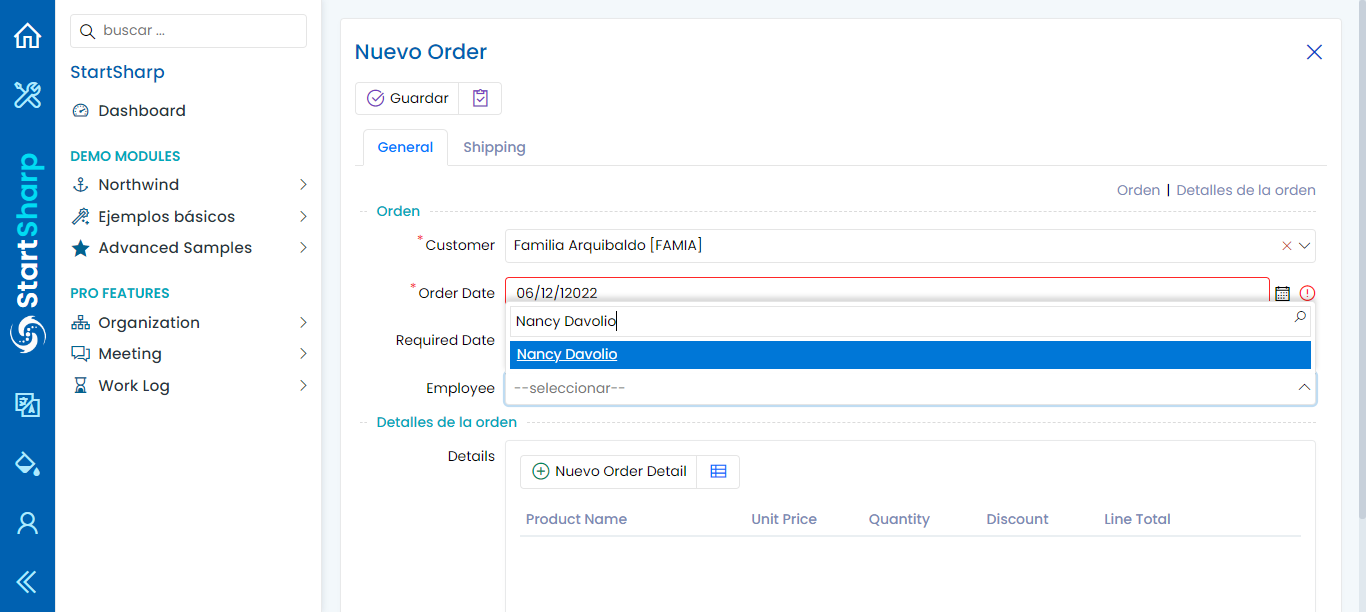 buscar ...
StartSharp
Dashboard
DEMO MODULES
Northwind
Ejemplos básicos
Advanced Samples
PRO FEATURES
Organization
Meeting
Work Log
StartSharp
Nuevo Order
Guardar
General Shipping
Orden | Detalles de la orden
Orden
*Customer Familia Arquibaldo [FAMIA]
*Order Date 06/12/12022
Nancy Davolio
Required Date
Nancy Davolio
Employee --seleccionar--
Detalles de la orden
Details
Nuevo Order Detail
Product Name Unit Price Quantity Discount Line Total